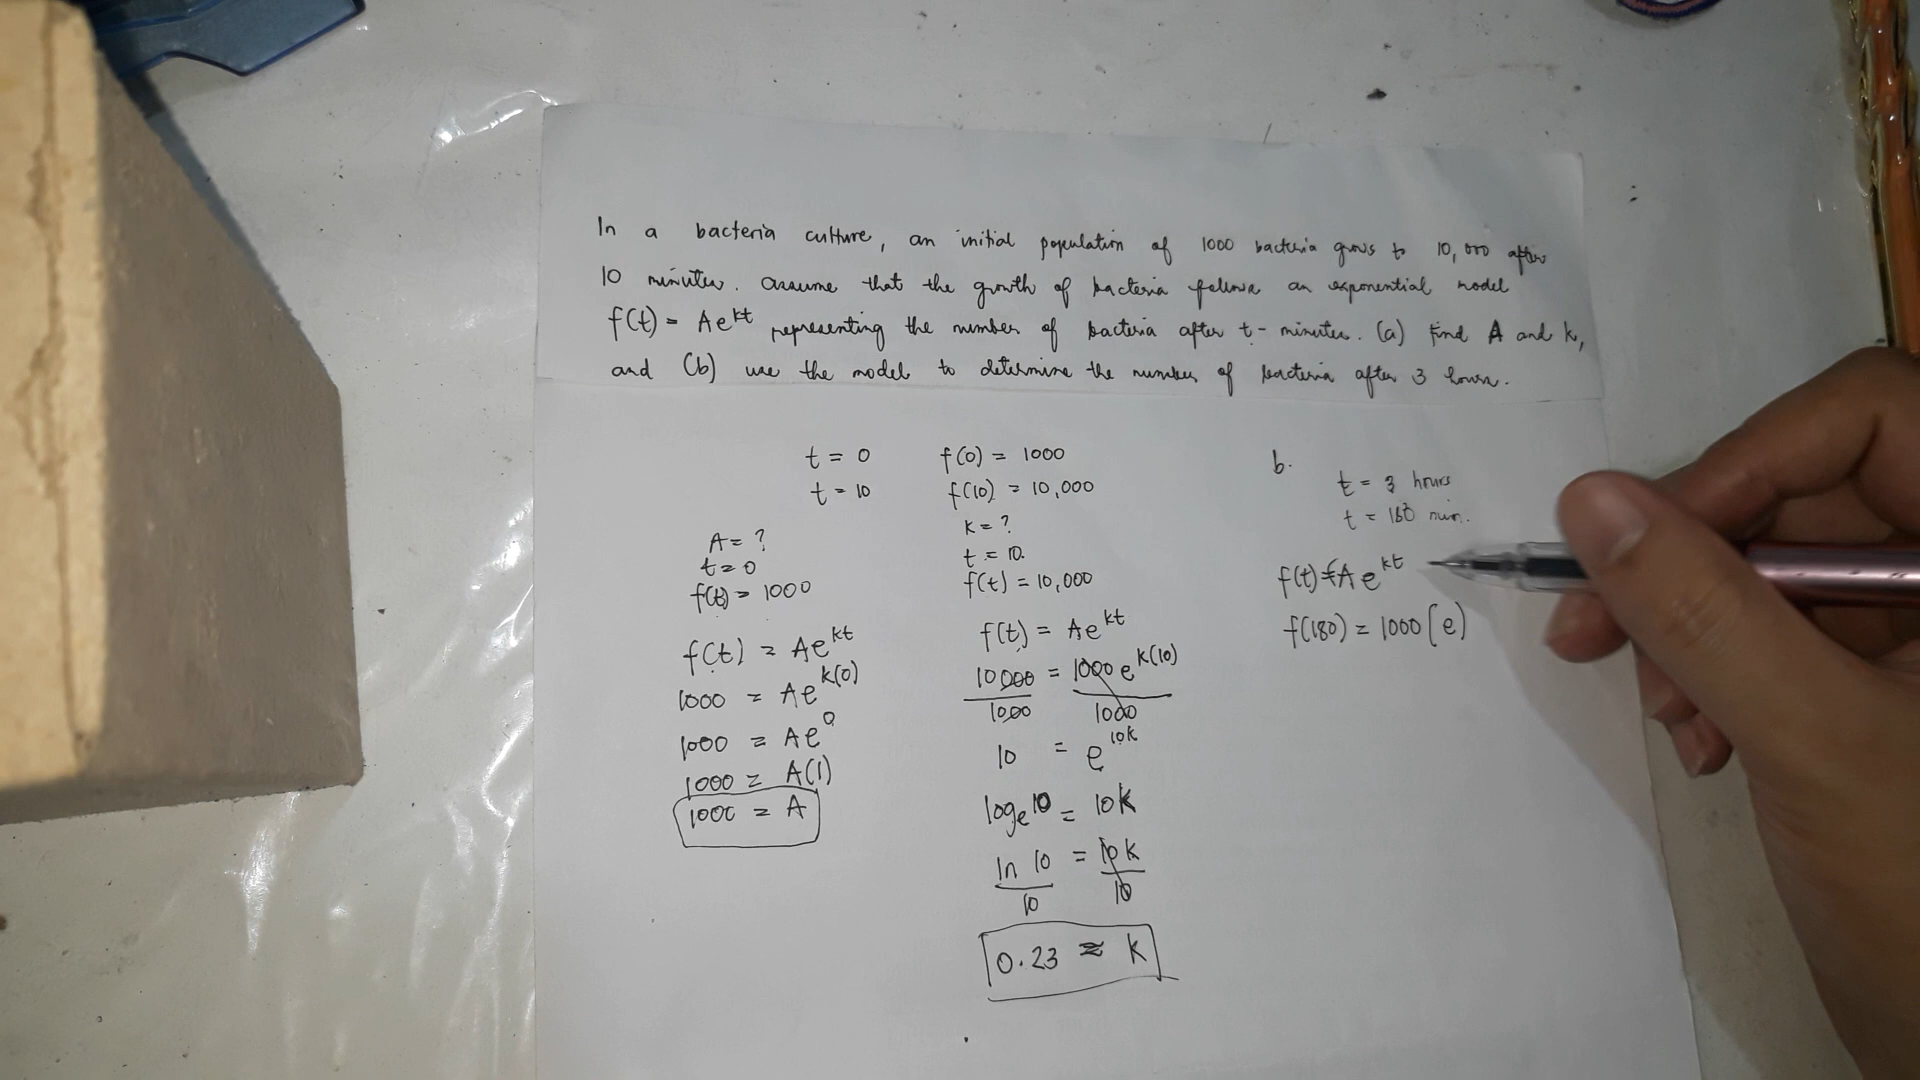 In a bacteria culture, an initial population of 1000 bacteria grows to 10,000 after
10 minutes. Assume that the growth of bacteria follows an exponential model
f(t) = Ae^kt representing the number of bacteria after t - minutes. (a) Find A and k,
and (b) use the model to determine the number of bacteria after 3 hours.
t = 0 f(0) = 1000
t = 10 f(10) = 10,000
A = ?
t = 0
f(t) = 1000
f(t) = Ae^kt
1000 = Ae^k(0)
1000 = Ae^0
1000 = A(1)
1000 = A
k = ?
t = 10.
f(t) = 10,000
f(t) = Ae^kt
10000 = 1000e^k(10)
1000 1000
10 = e^10k
log_e 10 = 10k
ln 10 = 10k
10 10
0.23 ≈ k
b.
t = 3 hours
t = 180 min.
f(t) = Ae^kt
f(180) = 1000(e)